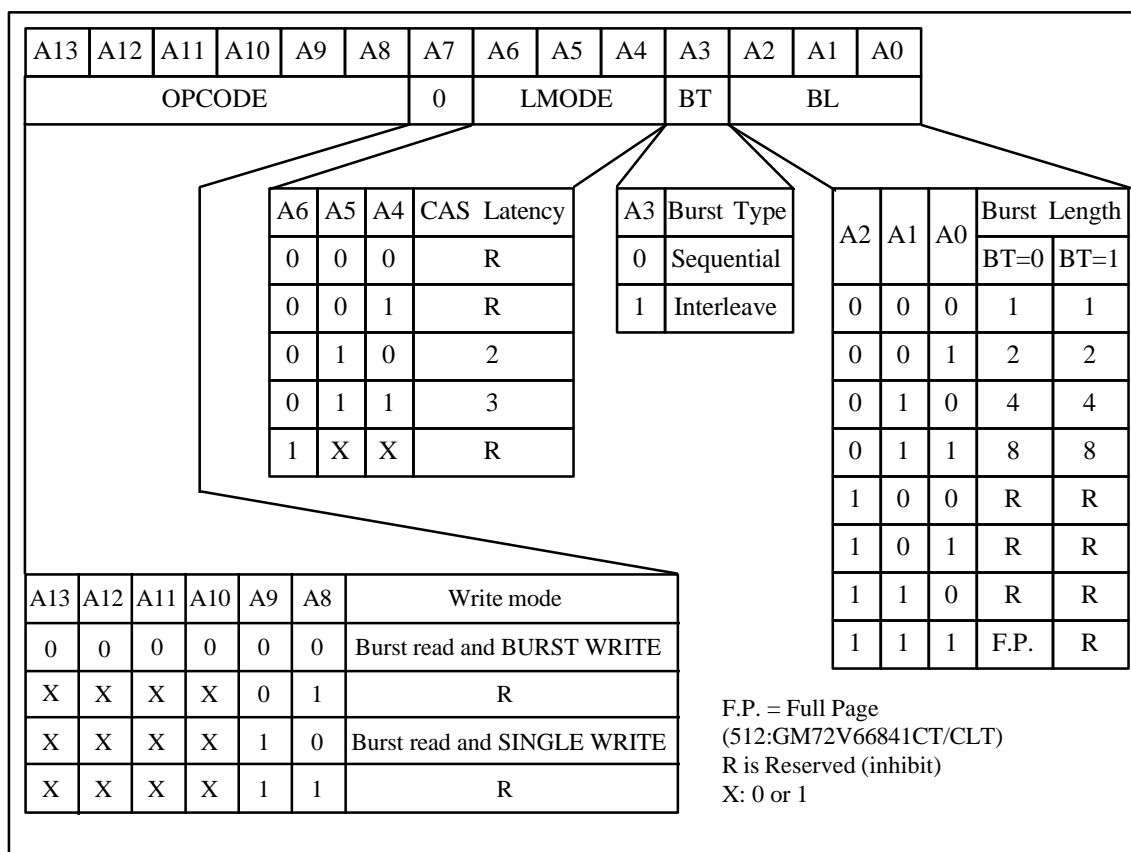 A13 A12 A11 A10 A9 A8 A7 A6 A5 A4 A3 A2 A1 A0
OPCODE 0 LMODE BT BL
A6 A5 A4 CAS Latency
0 0 0 R
0 0 1 R
0 1 0 2
0 1 1 3
1 X X R
A3 Burst Type
0 Sequential
1 Interleave
A2 A1 A0 Burst Length
BT=0 BT=1
0 0 0 1 1
0 0 1 2 2
0 1 0 4 4
0 1 1 8 8
1 0 0 R R
1 0 1 R R
1 1 0 R R
1 1 1 F.P. R
A13 A12 A11 A10 A9 A8 Write mode
0 0 0 0 0 0 Burst read and BURST WRITE
X X X X 0 1 R
X X X X 1 0 Burst read and SINGLE WRITE
X X X X 1 1 R
F.P. = Full Page
(512:GM72V66841CT/CLT)
R is Reserved (inhibit)
X: 0 or 1